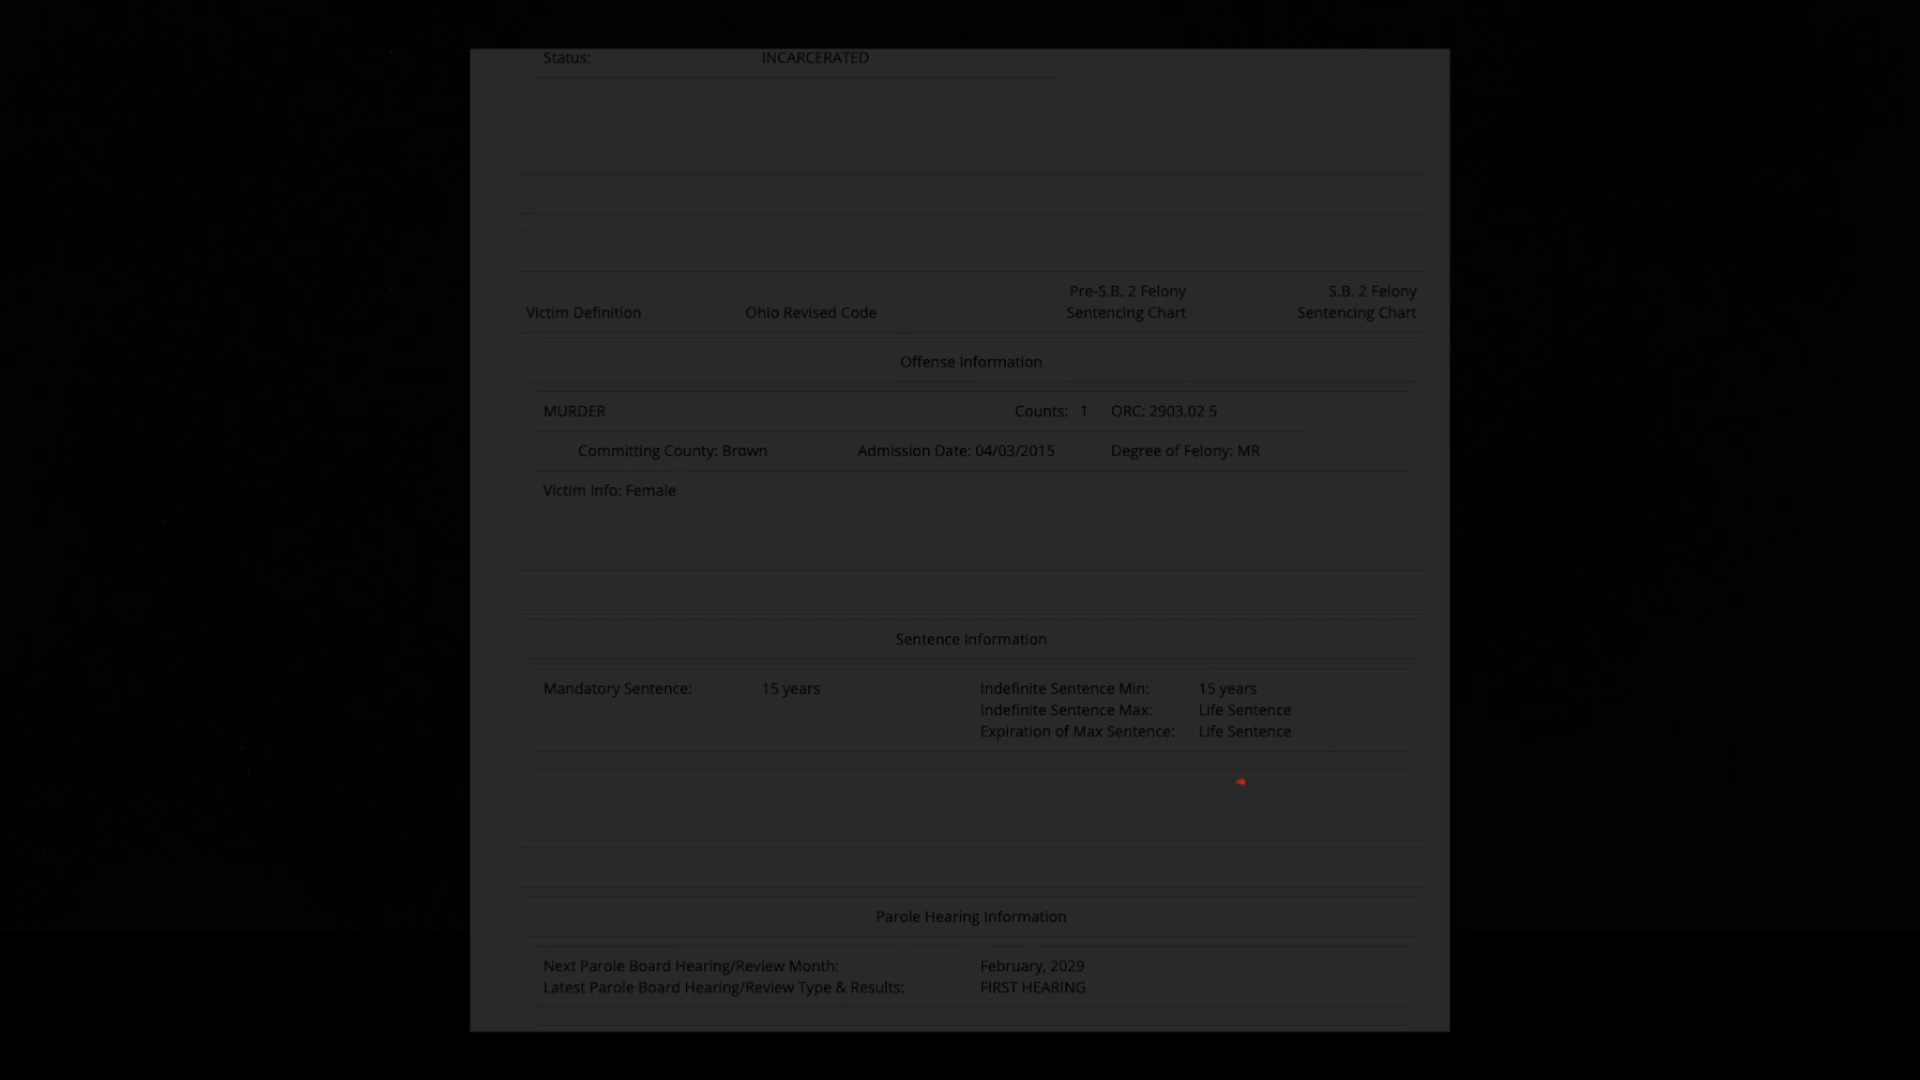 Status: INCARCERATED
Pre-S.B. 2 Felony S.B. 2 Felony
Victim Definition Ohio Revised Code Sentencing Chart Sentencing Chart
Offense Information
MURDER Counts: 1 ORC: 2903.02 5
Committing County: Brown Admission Date: 04/03/2015 Degree of Felony: MR
Victim Info: Female
Sentence Information
Mandatory Sentence: 15 years Indefinite Sentence Min: 15 years
Indefinite Sentence Max: Life Sentence
Expiration of Max Sentence: Life Sentence
Parole Hearing Information
Next Parole Board Hearing/Review Month: February, 2029
Latest Parole Board Hearing/Review Type & Results: FIRST HEARING